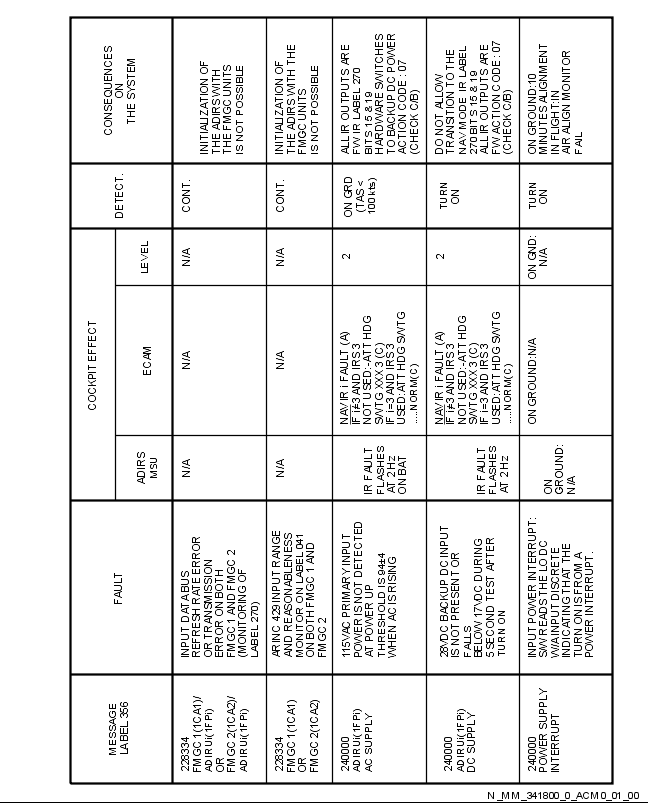 MESSAGE
LABEL 356
FAULT
COCKPIT EFFECT
ADIRS
MSU
ECAM
LEVEL
DETECT.
CONSEQUENCES
ON
THE SYSTEM
228334
FMGC 1(1CA1)/
ADIRUi(1FPi)
OR
FMGC 2(1CA2)/
ADIRUi(1FPi)
INPUT DATA BUS
REFRESH RATE ERROR
OR TRANSMISSION
ERROR ON BOTH
FMGC 1 AND FMGC 2
(MONITORING OF
LABEL 270)
N/A
N/A
N/A
CONT.
INITIALIZATION OF
THE ADIRS WITH
THE FMGC UNITS
IS NOT POSSIBLE
228334
FMGC 1(1CA1)
OR
FMGC 2(1CA2)
ARINC 429 INPUT RANGE
AND REASONABLENESS
MONITOR ON LABEL 041
ON BOTH FMGC 1 AND
FMGC 2
N/A
N/A
N/A
CONT.
INITIALIZATION OF
THE ADIRS WITH THE
FMGC UNITS
IS NOT POSSIBLE
240000
ADIRUi(1FPi)
AC SUPPLY
115VAC PRIMARY INPUT
POWER IS NOT DETECTED
AT POWER UP
THRESHOLD IS 94±4
WHEN AC IS RISING
IR FAULT
FLASHES
AT 2Hz
ON BAT
NAV IR i FAULT (A)
IF i≠3 AND IRS 3
NOT USED:-ATT HDG
SWTG XXX 3 (C)
IF i=3 AND IRS 3
USED:ATT HDG SWTG
....NORM(C)
2
ON GRD
(TAS <
100 kts)
ALL IR OUTPUTS ARE
FW IR LABEL 270
BITS 15 & 19
HARDWARE SWITCHES
TO BACKUP DC POWER
ACTION CODE : 07
(CHECK C/B)
240000
ADIRUi(1FPi)
DC SUPPLY
28VDC BACKUP DC INPUT
IS NOT PRESENT OR
FALLS
BELOW 17VDC DURING
5 SECOND TEST AFTER
TURN ON
IR FAULT
FLASHES
AT 2Hz
NAV IR i FAULT (A)
IF i≠3 AND IRS 3
NOT USED:-ATT HDG
SWTG XXX 3 (C)
IF i=3 AND IRS 3
USED:ATT HDG SWTG
....NORM(C)
2
TURN
ON
DO NOT ALLOW
TRANSITION TO THE
NAV MODE IR LABEL
270 BITS 15 & 19
ALL IR OUTPUTS ARE
FW ACTION CODE : 07
(CHECK C/B)
240000
POWER SUPPLY
INTERRUPT
INPUT POWER INTERRUPT:
S/W READS THE LO DC
W/A INPUT DISCRETE
INDICATING THAT THE
TURN ON IS FROM A
POWER INTERRUPT.
ON
GROUND:
N/A
ON GROUND:N/A
ON GND:
N/A
TURN
ON
ON GROUND:10
MINUTES ALIGNMENT
IN FLIGHT:IN
AIR ALIGN MONITOR
FAIL
N_MM_341800_0_ACM0_01_00